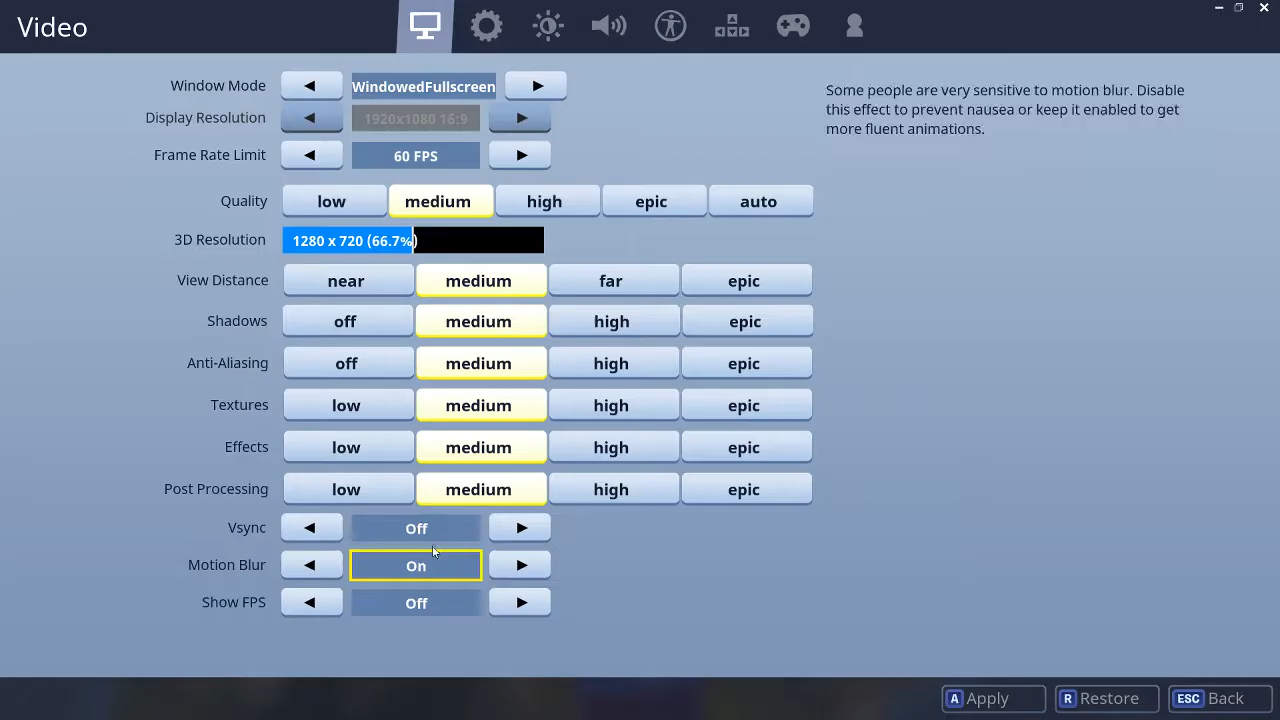 Video
Window Mode ◀ WindowedFullscreen ▶
Display Resolution ◀ 1920x1080 16:9 ▶
Frame Rate Limit ◀ 60 FPS ▶
Quality low medium high epic auto
3D Resolution 1280 x 720 (66.7%)
View Distance near medium far epic
Shadows off medium high epic
Anti-Aliasing off medium high epic
Textures low medium high epic
Effects low medium high epic
Post Processing low medium high epic
Vsync ◀ Off ▶
Motion Blur ◀ On ▶
Show FPS ◀ Off ▶
Some people are very sensitive to motion blur. Disable
this effect to prevent nausea or keep it enabled to get
more fluent animations.
A Apply R Restore ESC Back